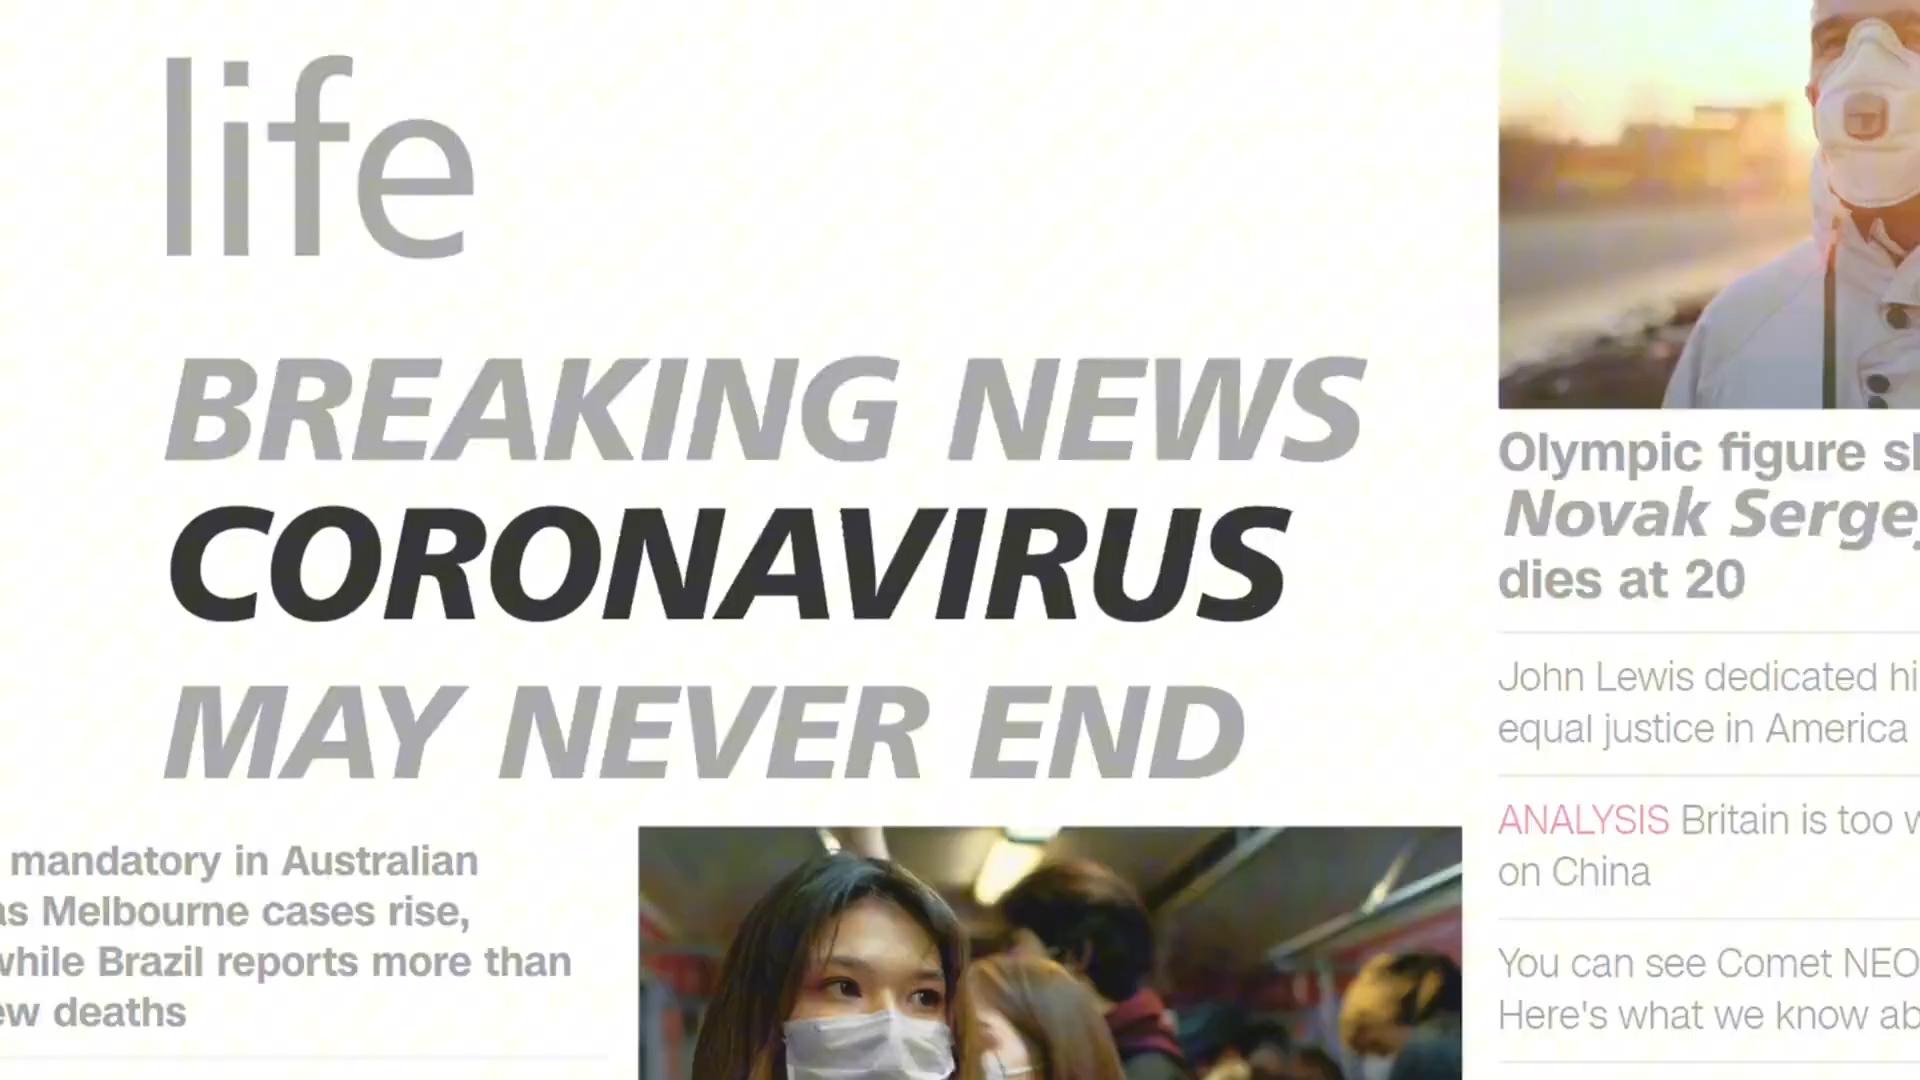 life
BREAKING NEWS
CORONAVIRUS
MAY NEVER END
mandatory in Australian
as Melbourne cases rise,
while Brazil reports more than
deaths
Olympic figure
Novak
dies at 20
John Lewis dedicated
equal justice in America
ANALYSIS Britain is too
on China
You can see Comet
Here's what we know